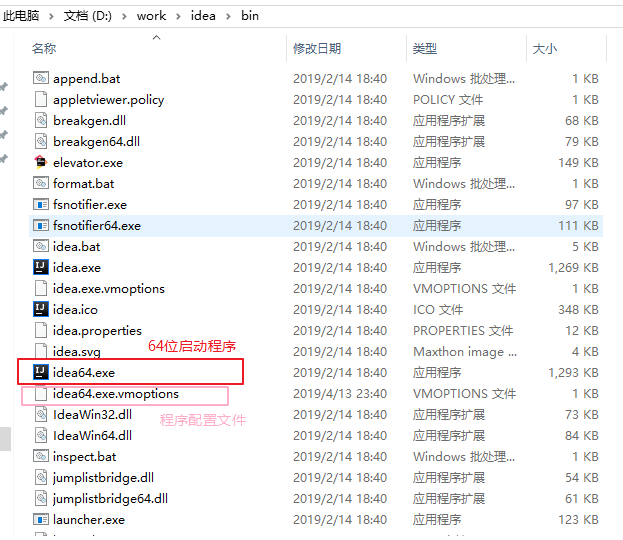 此电脑 > 文档 (D:) > work > idea > bin
名称 修改日期 类型 大小
append.bat 2019/2/14 18:40 Windows 批处理... 1 KB
appletviewer.policy 2019/2/14 18:40 POLICY 文件 1 KB
breakgen.dll 2019/2/14 18:40 应用程序扩展 68 KB
breakgen64.dll 2019/2/14 18:40 应用程序扩展 79 KB
elevator.exe 2019/2/14 18:40 应用程序 149 KB
format.bat 2019/2/14 18:40 Windows 批处理... 1 KB
fsnotifier.exe 2019/2/14 18:40 应用程序 97 KB
fsnotifier64.exe 2019/2/14 18:40 应用程序 111 KB
idea.bat 2019/2/14 18:40 Windows 批处理... 5 KB
idea.exe 2019/2/14 18:40 应用程序 1,269 KB
idea.exe.vmoptions 2019/2/14 18:40 VMOPTIONS 文件 1 KB
idea.ico 2019/2/14 18:40 ICO 文件 348 KB
idea.properties 2019/2/14 18:40 PROPERTIES 文件 12 KB
idea.svg 2019/2/14 18:40 Maxthon image ... 4 KB
64位启动程序
idea64.exe 2019/2/14 18:40 应用程序 1,293 KB
idea64.exe.vmoptions 2019/4/13 23:40 VMOPTIONS 文件 1 KB
IdeaWin32.dll 2019/2/14 18:40 应用程序扩展 73 KB
程序配置文件
IdeaWin64.dll 2019/2/14 18:40 应用程序扩展 84 KB
inspect.bat 2019/2/14 18:40 Windows 批处理... 1 KB
jumplistbridge.dll 2019/2/14 18:40 应用程序扩展 54 KB
jumplistbridge64.dll 2019/2/14 18:40 应用程序扩展 61 KB
launcher.exe 2019/2/14 18:40 应用程序 123 KB